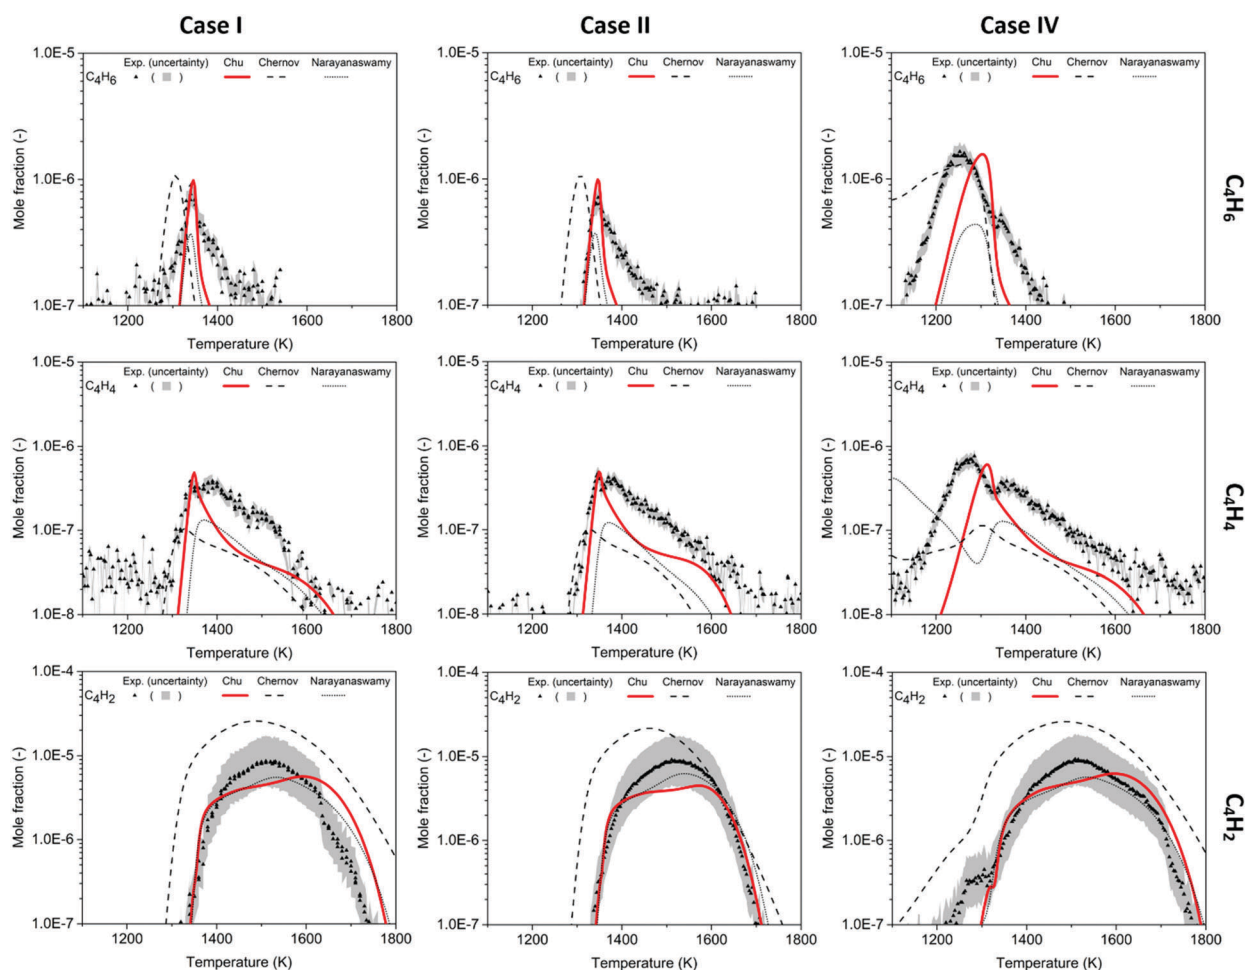 Case I Case II Case IV
Exp. (uncertainty) Chu Chernov Narayanaswamy
C4H6 ( )
1.0E-5
1.0E-6
1.0E-7
Mole fraction (-)
1200 1400 1600 1800
Temperature (K)
Exp. (uncertainty) Chu Chernov Narayanaswamy
C4H6 ( )
1.0E-5
1.0E-6
1.0E-7
Mole fraction (-)
1200 1400 1600 1800
Temperature (K)
Exp. (uncertainty) Chu Chernov Narayanaswamy
C4H6 ( )
1.0E-5
1.0E-6
1.0E-7
Mole fraction (-)
1200 1400 1600 1800
Temperature (K)
C4H6
Exp. (uncertainty) Chu Chernov Narayanaswamy
C4H4 ( )
1.0E-5
1.0E-6
1.0E-7
1.0E-8
Mole fraction (-)
1200 1400 1600 1800
Temperature (K)
Exp. (uncertainty) Chu Chernov Narayanaswamy
C4H4 ( )
1.0E-5
1.0E-6
1.0E-7
1.0E-8
Mole fraction (-)
1200 1400 1600 1800
Temperature (K)
Exp. (uncertainty) Chu Chernov Narayanaswamy
C4H4 ( )
1.0E-5
1.0E-6
1.0E-7
1.0E-8
Mole fraction (-)
1200 1400 1600 1800
Temperature (K)
C4H4
Exp. (uncertainty) Chu Chernov Narayanaswamy
C4H2 ( )
1.0E-4
1.0E-5
1.0E-6
1.0E-7
Mole fraction (-)
1200 1400 1600 1800
Temperature (K)
Exp. (uncertainty) Chu Chernov Narayanaswamy
C4H2 ( )
1.0E-4
1.0E-5
1.0E-6
1.0E-7
Mole fraction (-)
1200 1400 1600 1800
Temperature (K)
Exp. (uncertainty) Chu Chernov Narayanaswamy
C4H2 ( )
1.0E-4
1.0E-5
1.0E-6
1.0E-7
Mole fraction (-)
1200 1400 1600 1800
Temperature (K)
C4H2